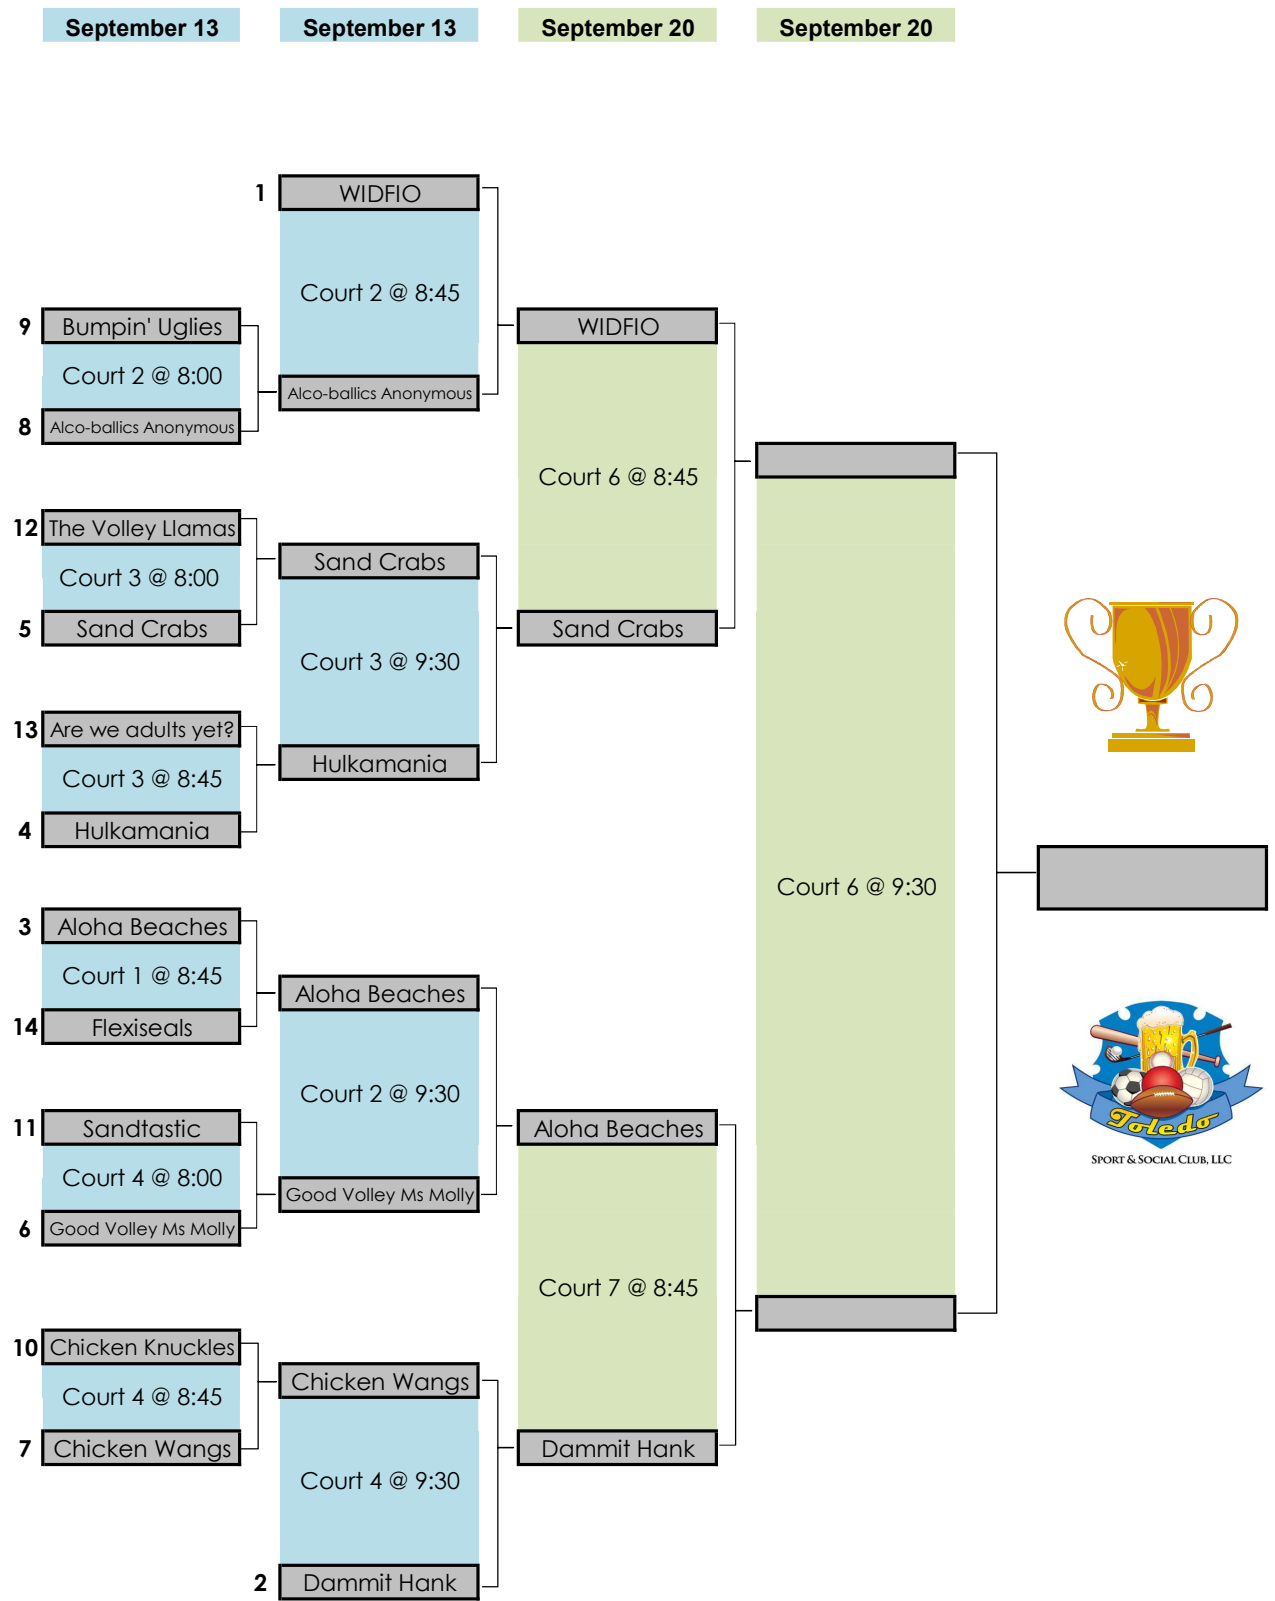 September 13
September 13
September 20
September 20
1
WIDFIO
Court 2 @ 8:45
9
Bumpin' Uglies
WIDFIO
Court 2 @ 8:00
Alco-ballics Anonymous
8
Alco-ballics Anonymous
Court 6 @ 8:45
12
The Volley Llamas
Sand Crabs
Court 3 @ 8:00
5
Sand Crabs
Sand Crabs
Court 3 @ 9:30
13
Are we adults yet?
Hulkamania
Court 3 @ 8:45
4
Hulkamania
Court 6 @ 9:30
3
Aloha Beaches
Court 1 @ 8:45
Aloha Beaches
14
Flexiseals
Court 2 @ 9:30
11
Sandtastic
Aloha Beaches
Toledo
SPORT & SOCIAL CLUB, LLC
Court 4 @ 8:00
Good Volley Ms Molly
6
Good Volley Ms Molly
Court 7 @ 8:45
10
Chicken Knuckles
Chicken Wangs
Court 4 @ 8:45
7
Chicken Wangs
Dammit Hank
Court 4 @ 9:30
2
Dammit Hank